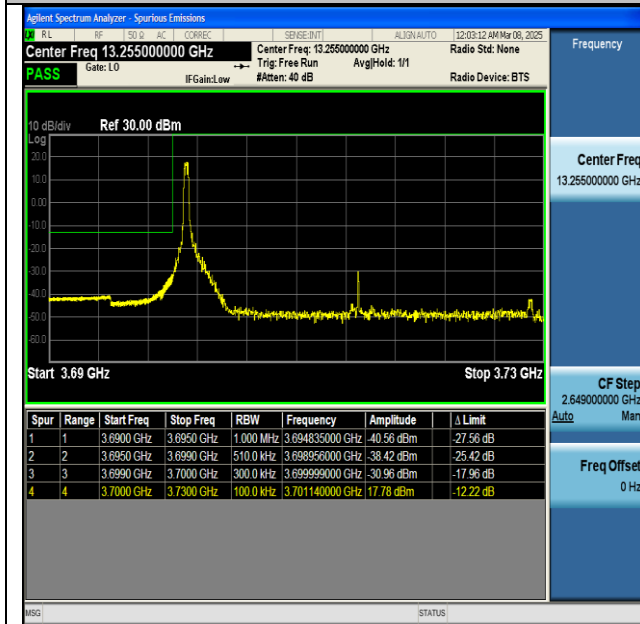 Agilent Spectrum Analyzer - Spurious Emissions
RL RF 50 Ω AC CORREC SENSE:INT ALIGN AUTO 12:03:12 AM Mar 08, 2025
Center Freq 13.255000000 GHz Center Freq: 13.255000000 GHz Radio Std: None
Trig: Free Run Avg|Hold: 1/1
PASS Gate: LO IFGain:Low #Atten: 40 dB Radio Device: BTS
10 dB/div Ref 30.00 dBm
Log
20.0
10.0
0.00
-10.0
-20.0
-30.0
-40.0
-50.0
-60.0
Start 3.69 GHz Stop 3.73 GHz
Spur Range Start Freq Stop Freq RBW Frequency Amplitude Δ Limit
1 1 3.6900 GHz 3.6950 GHz 1.000 MHz 3.694835000 GHz -40.56 dBm -27.56 dB
2 2 3.6950 GHz 3.6990 GHz 510.0 kHz 3.698956000 GHz -38.42 dBm -25.42 dB
3 3 3.6990 GHz 3.7000 GHz 300.0 kHz 3.699999000 GHz -30.96 dBm -17.96 dB
4 4 3.7000 GHz 3.7300 GHz 100.0 kHz 3.701140000 GHz 17.78 dBm -12.22 dB
MSG STATUS
Frequency
Center Freq
13.255000000 GHz
CF Step
2.649000000 GHz
Auto Man
Freq Offset
0 Hz